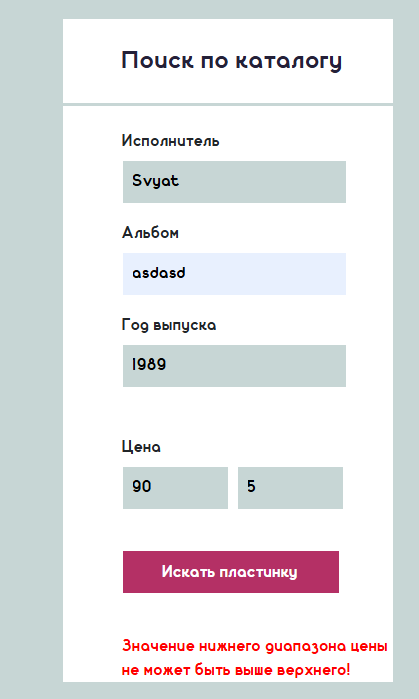 Поиск по каталогу
Исполнитель
Svyat
Альбом
asdasd
Год выпуска
1989
Цена
90 5
Искать пластинку
Значение нижнего диапазона цены
не может быть выше верхнего!